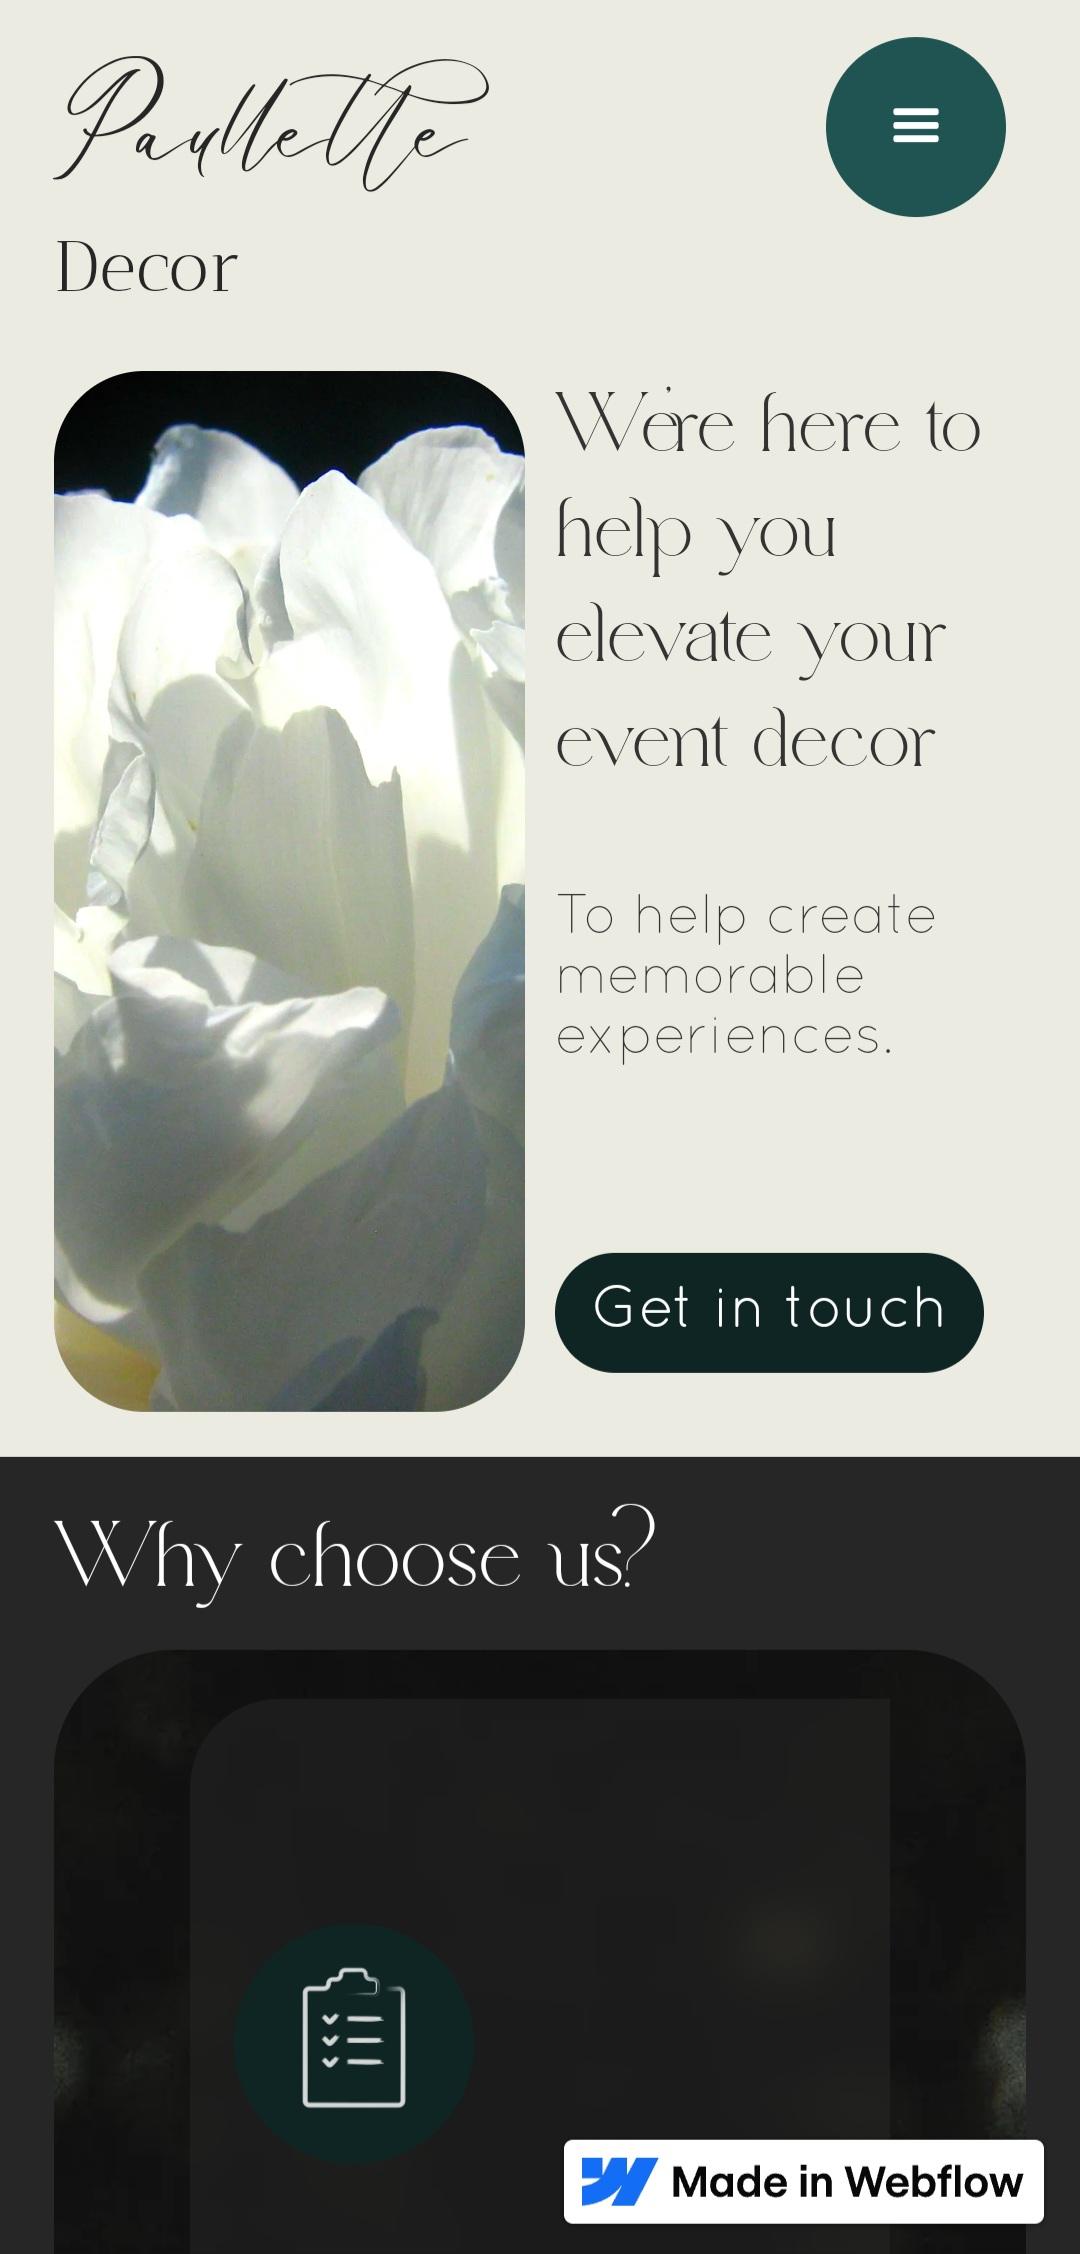 Paullette
Decor
We're here to
help you
elevate your
event decor
To help create
memorable
experiences.
Get in touch
Why choose us?
Made in Webflow